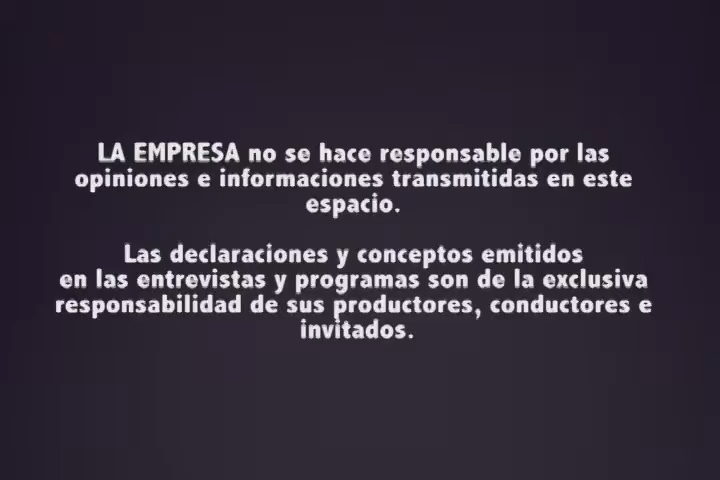 LA EMPRESA no se hace responsable por las
opiniones e informaciones transmitidas en este
espacio.
Las declaraciones y conceptos emitidos
en las entrevistas y programas son de la exclusiva
responsabilidad de sus productores, conductores e
invitados.